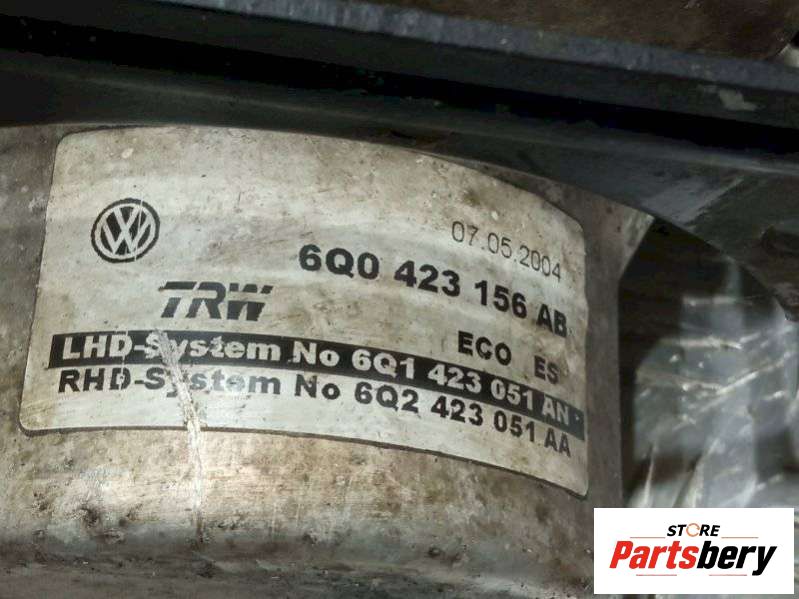 07.05.2004
6Q0 423 156 AB
TRW
ECO ES
LHD-System No 6Q1 423 051 AN
RHD-System No 6Q2 423 051 AA
STORE
Partsbery